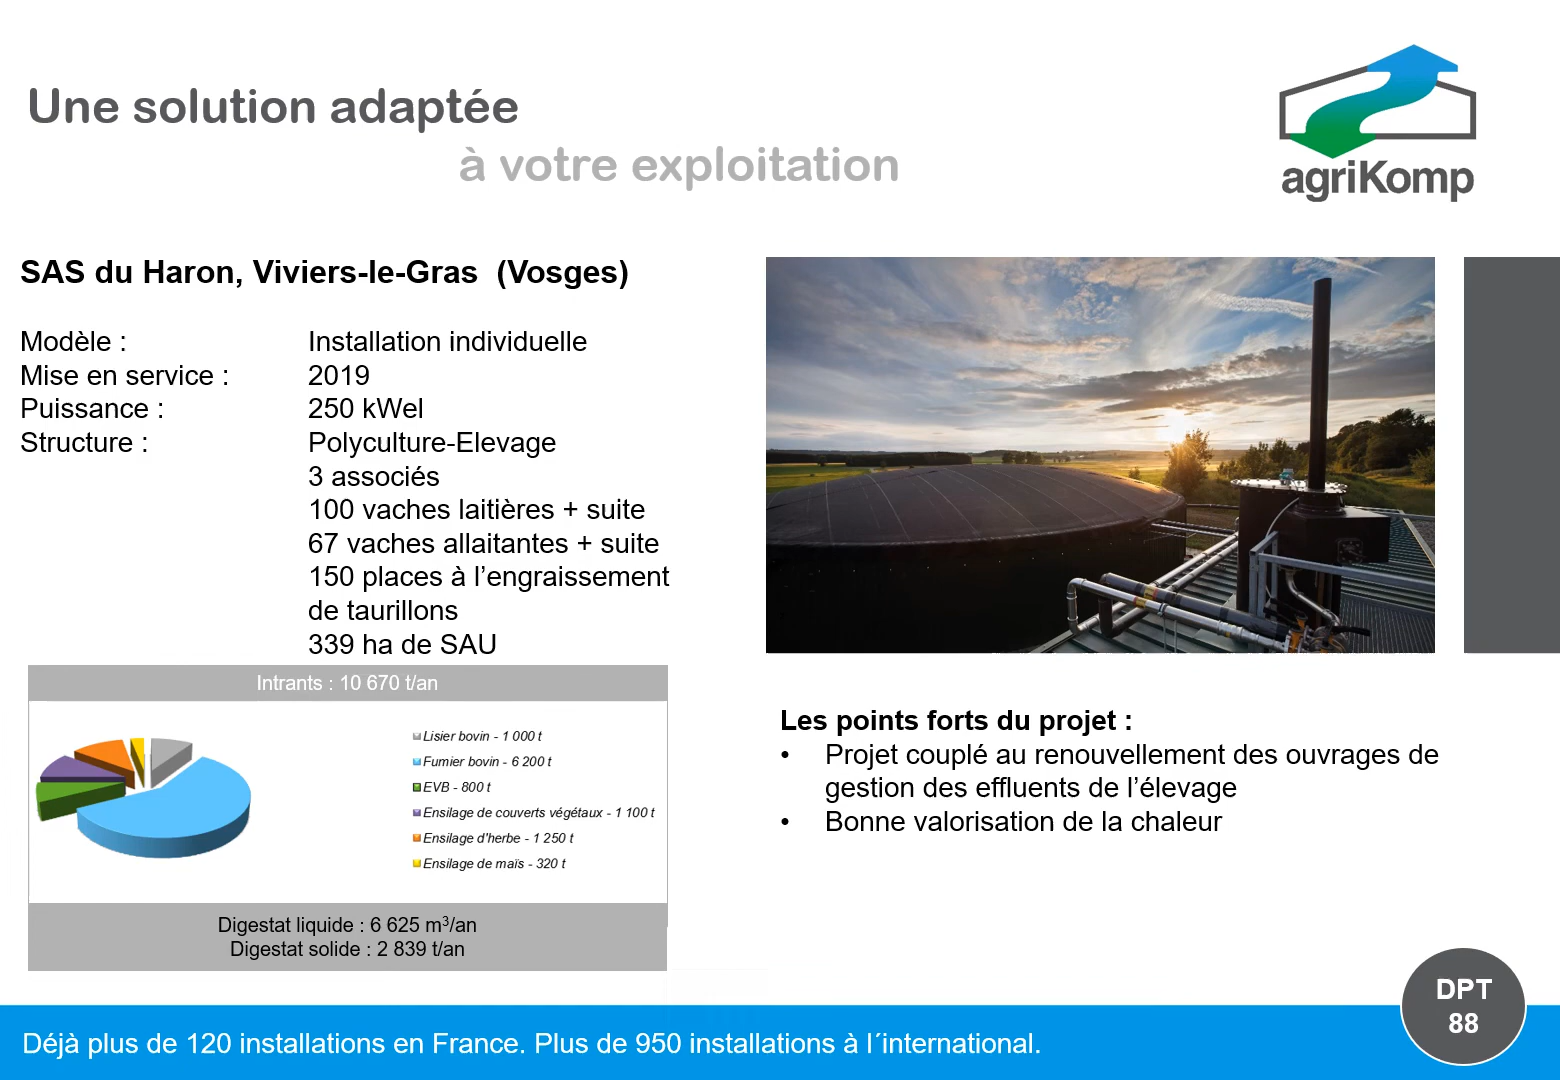 Une solution adaptée
à votre exploitation
agriKomp
SAS du Haron, Viviers-le-Gras  (Vosges)
Modèle : Installation individuelle
Mise en service : 2019
Puissance : 250 kWel
Structure : Polyculture-Elevage
3 associés
100 vaches laitières + suite
67 vaches allaitantes + suite
150 places à l’engraissement
de taurillons
339 ha de SAU
Intrants : 10 670 t/an
Lisier bovin - 1 000 t
Fumier bovin - 6 200 t
EVB - 800 t
Ensilage de couverts végétaux - 1 100 t
Ensilage d'herbe - 1 250 t
Ensilage de maïs - 320 t
Digestat liquide : 6 625 m³/an
Digestat solide : 2 839 t/an
Les points forts du projet :
• Projet couplé au renouvellement des ouvrages de
gestion des effluents de l’élevage
• Bonne valorisation de la chaleur
DPT
88
Déjà plus de 120 installations en France. Plus de 950 installations à l´international.